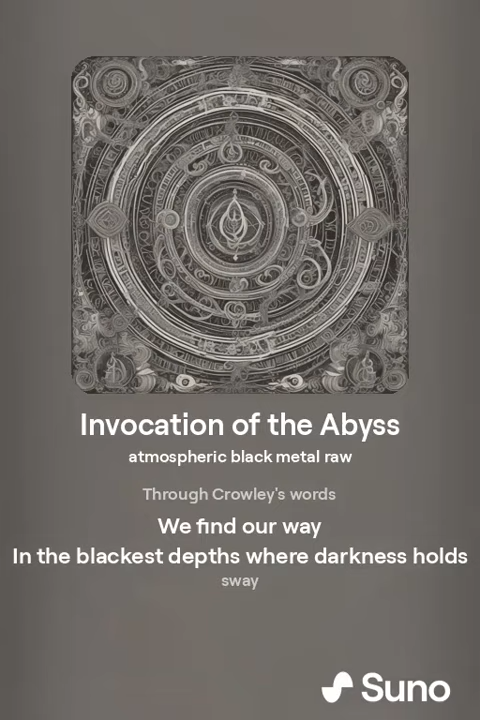 Invocation of the Abyss
atmospheric black metal raw
Through Crowley's words
We find our way
In the blackest depths where darkness holds
sway
Suno